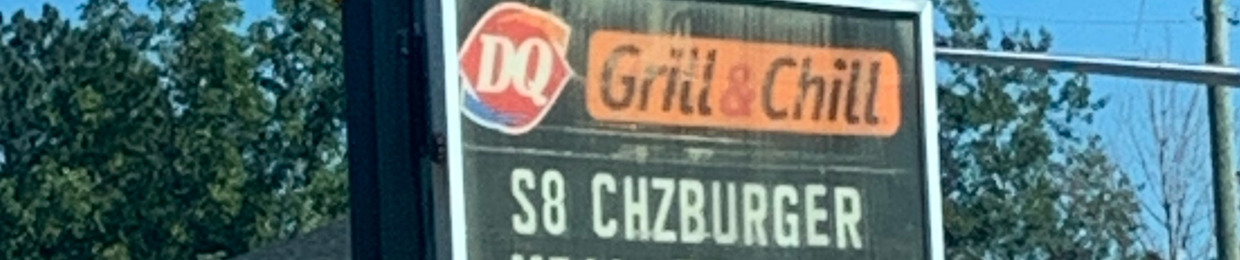 DQ Grill & Chill
S8 CHZBURGER